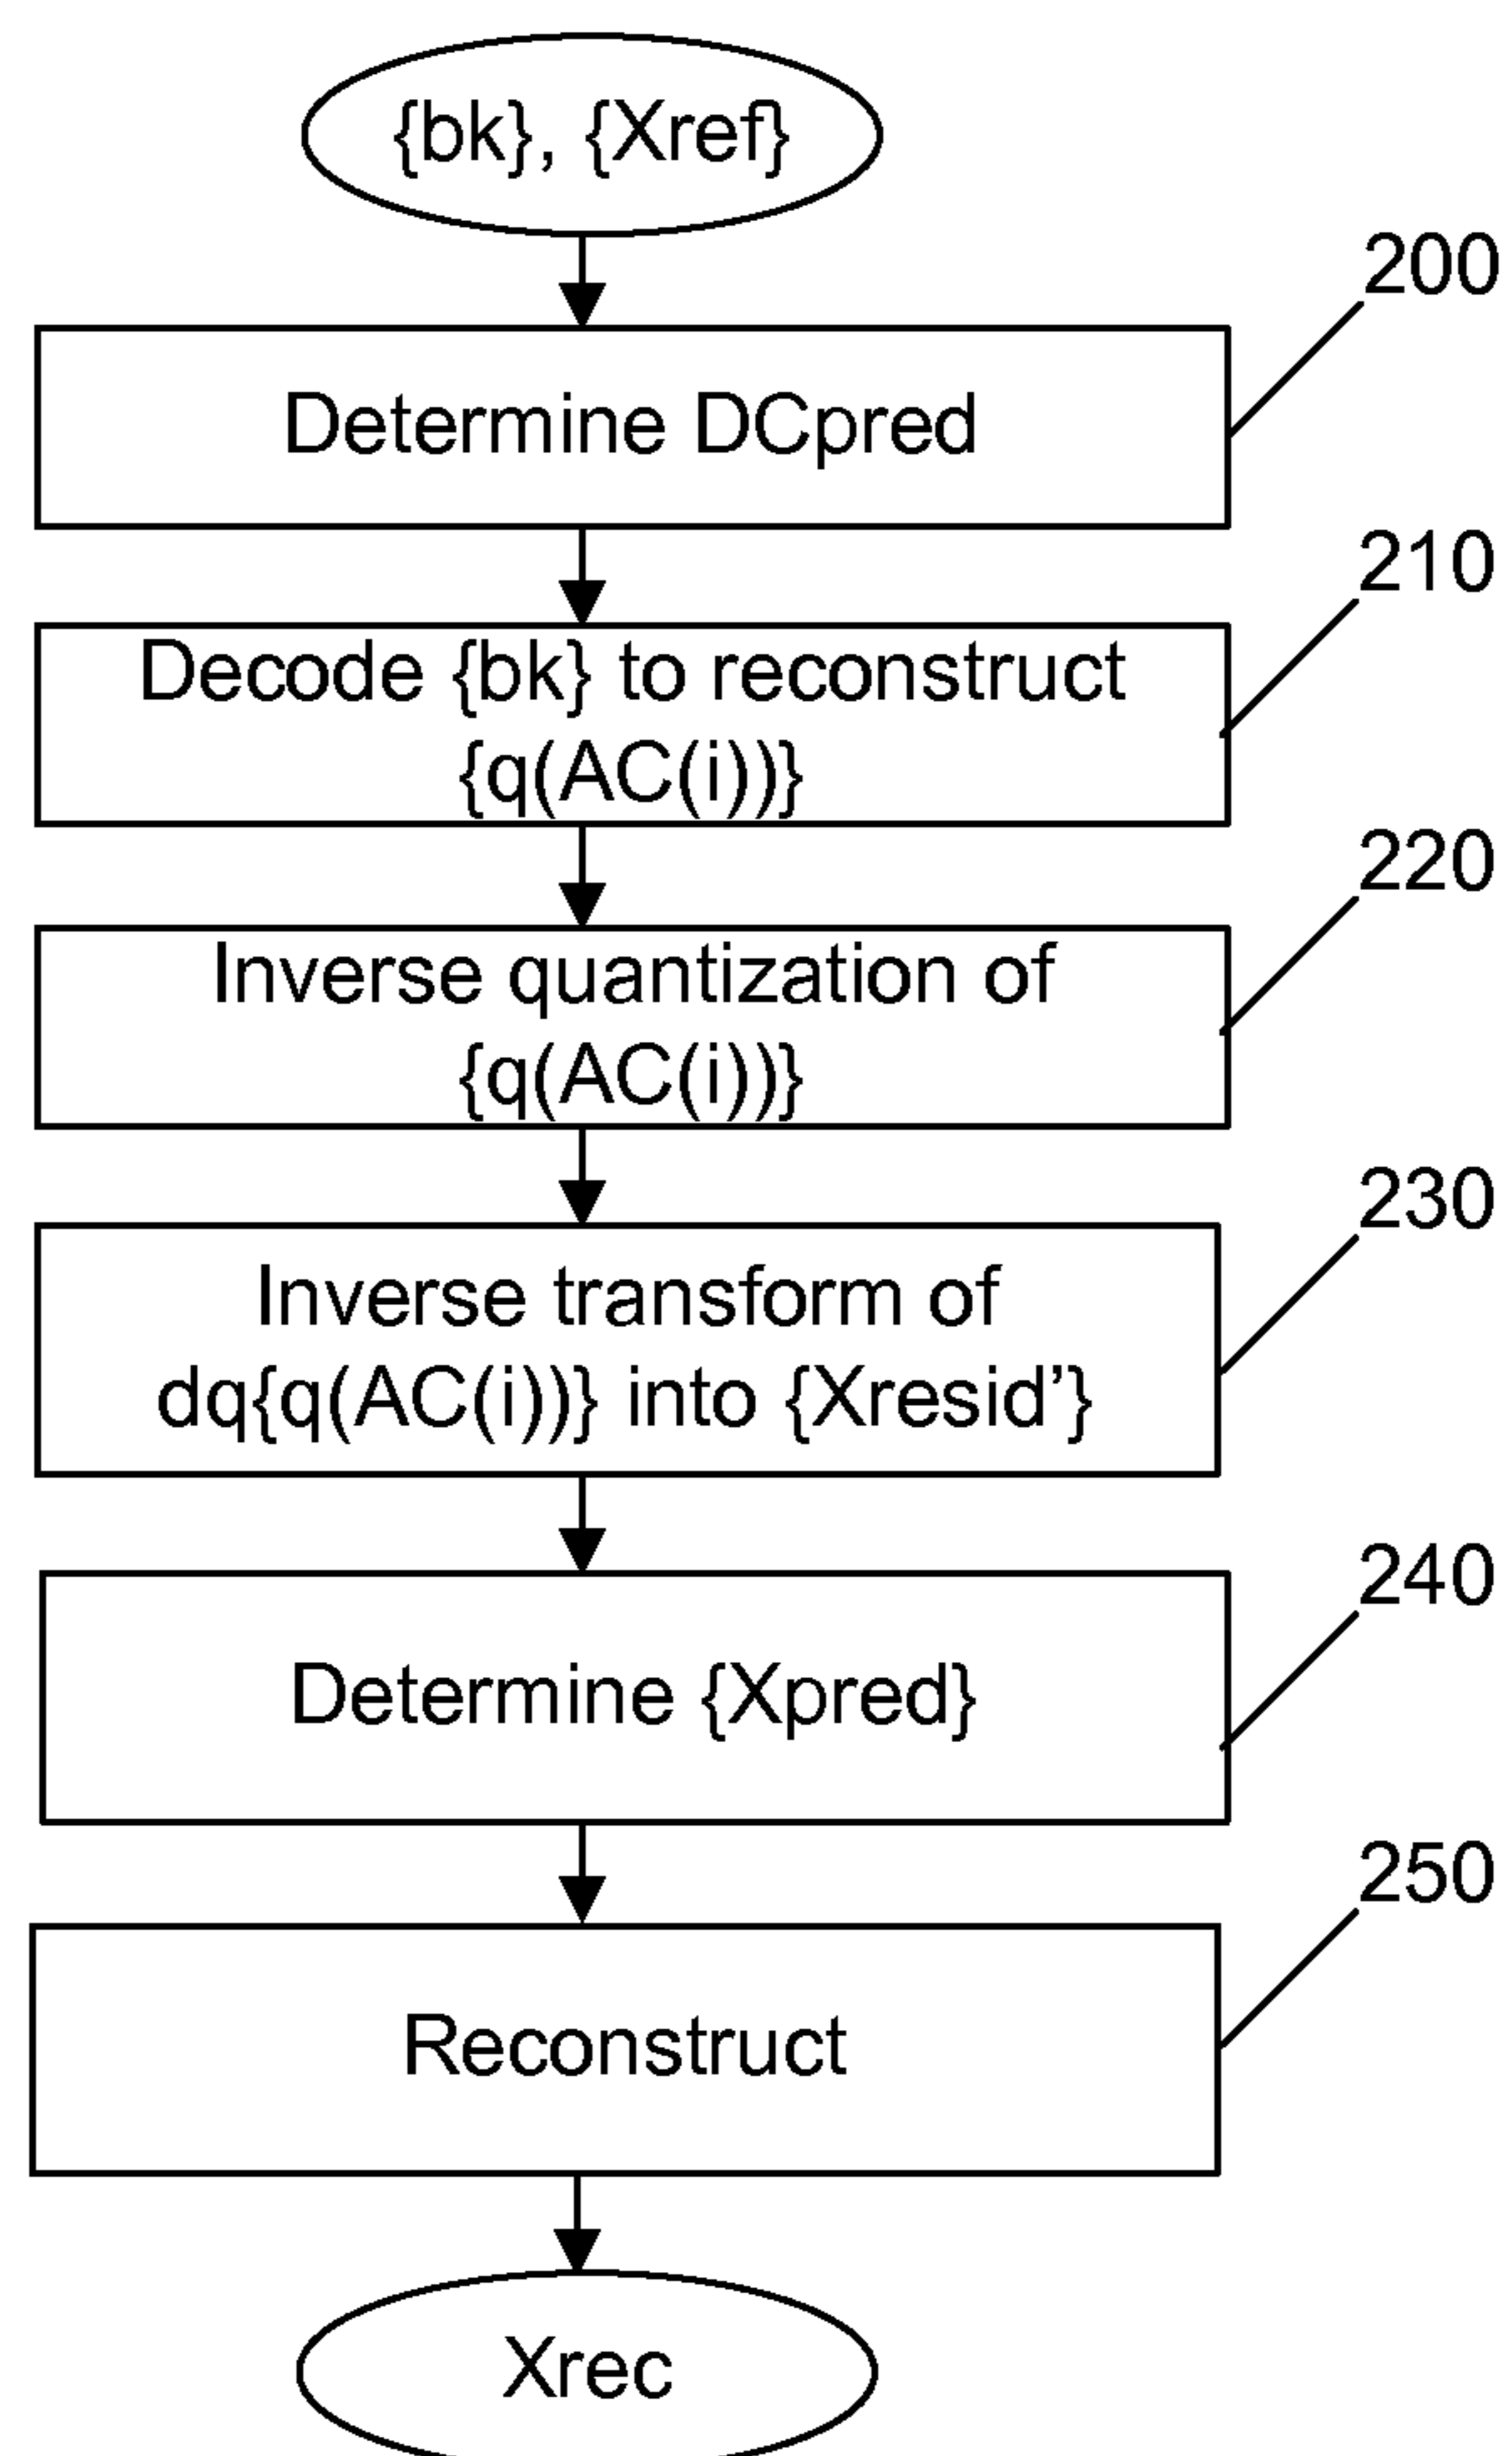 {bk}, {Xref}
200
Determine DCpred
210
Decode {bk} to reconstruct
{q(AC(i))}
220
Inverse quantization of
{q(AC(i))}
230
Inverse transform of
dq{q(AC(i))} into {Xresid’}
240
Determine {Xpred}
250
Reconstruct
Xrec